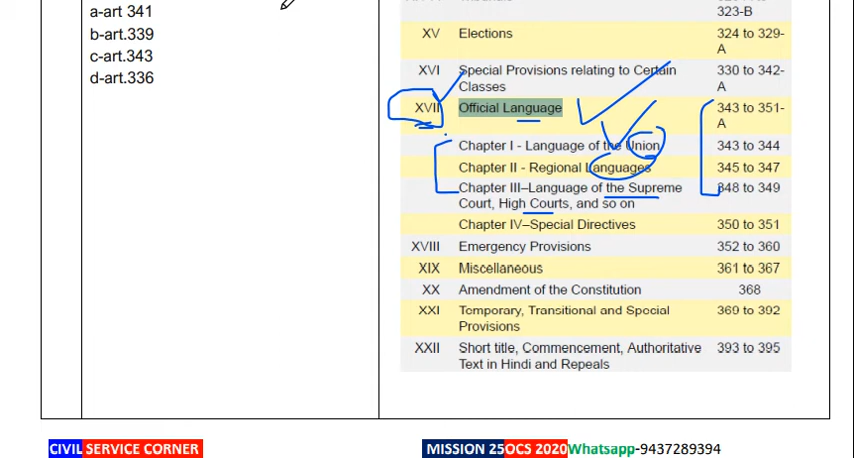 a-art 341
b-art.339
c-art.343
d-art.336
323-B
XV Elections 324 to 329-
A
XVI Special Provisions relating to Certain 330 to 342-
Classes A
XVII Official Language 343 to 351-
A
Chapter I - Language of the Union 343 to 344
Chapter II - Regional Languages 345 to 347
Chapter III–Language of the Supreme 348 to 349
Court, High Courts, and so on
Chapter IV–Special Directives 350 to 351
XVIII Emergency Provisions 352 to 360
XIX Miscellaneous 361 to 367
XX Amendment of the Constitution 368
XXI Temporary, Transitional and Special 369 to 392
Provisions
XXII Short title, Commencement, Authoritative 393 to 395
Text in Hindi and Repeals
CIVIL SERVICE CORNER MISSION 25OCS 2020Whatsapp-9437289394